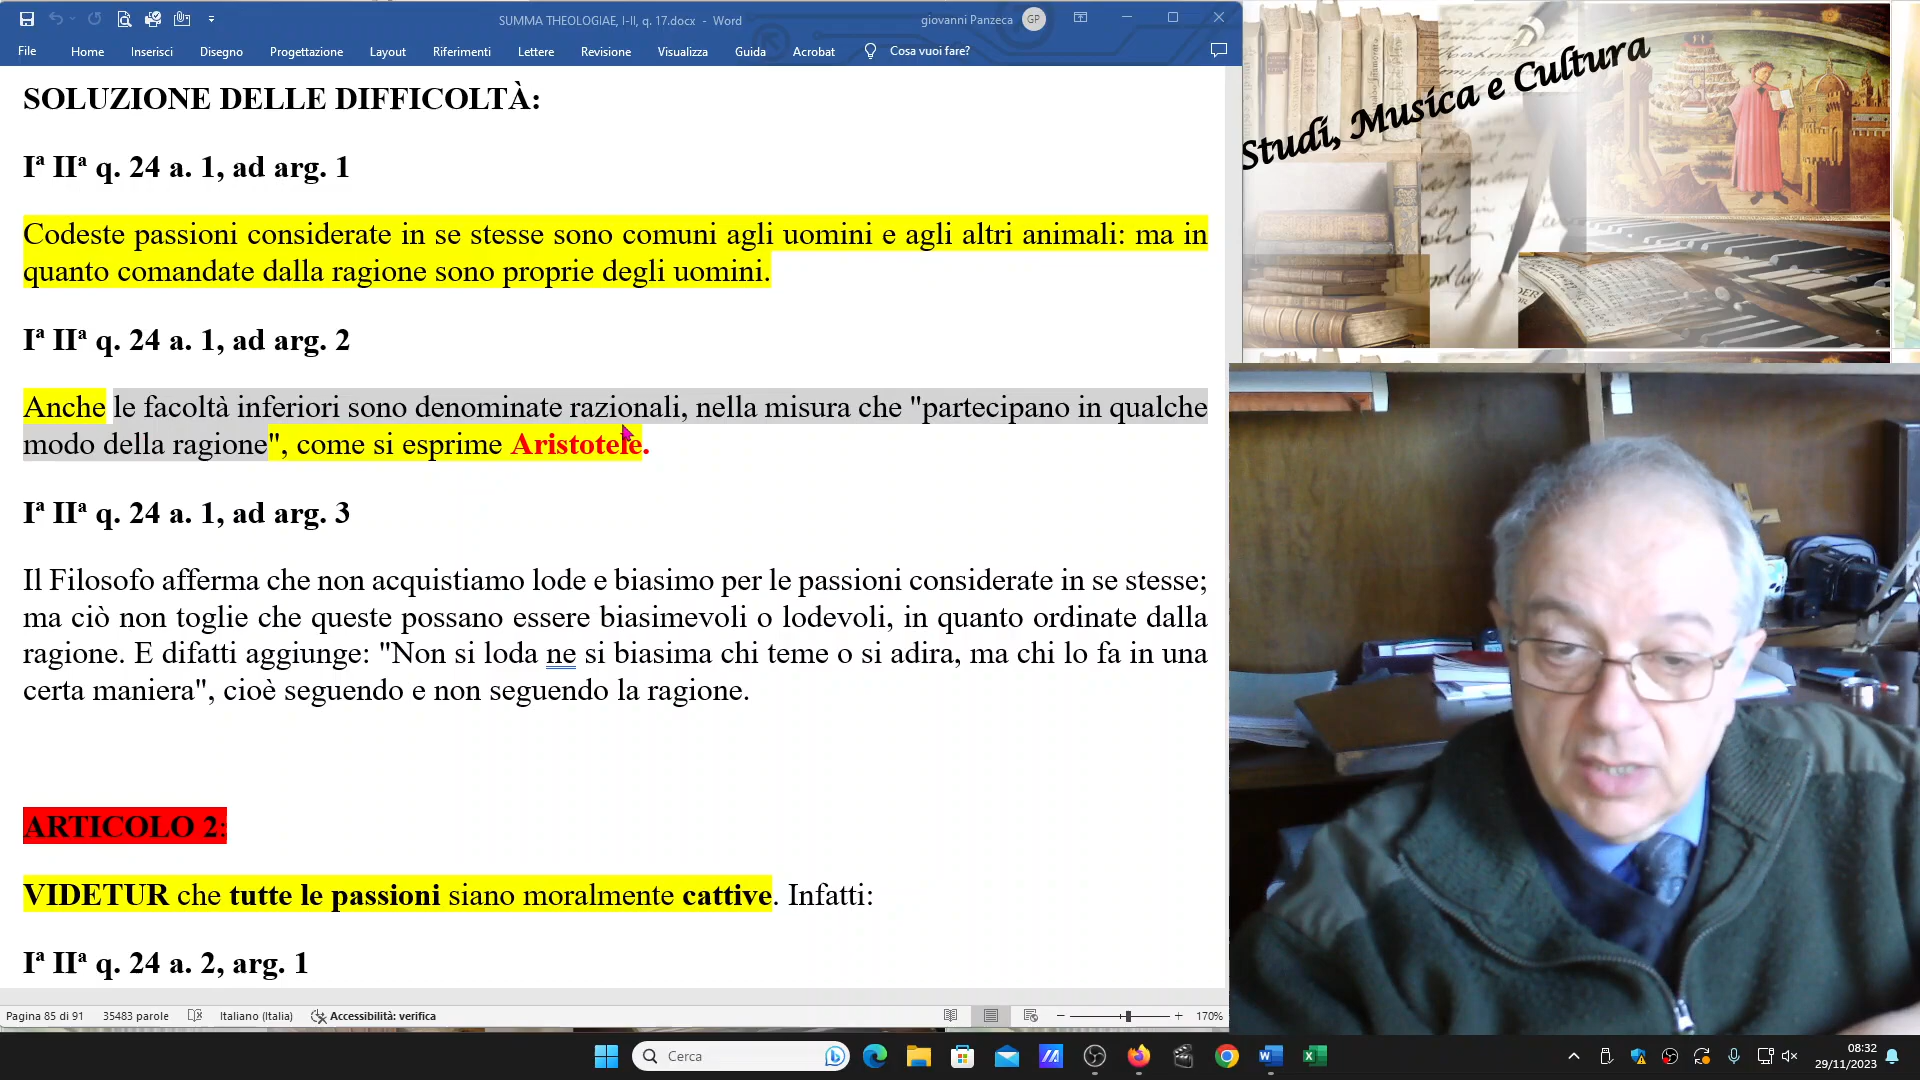 SUMMA THEOLOGIAE, I-II, q. 17.docx - Word
giovanni Panzeca
GP
File Home Inserisci Disegno Progettazione Layout Riferimenti Lettere Revisione Visualizza Guida Acrobat Cosa vuoi fare?
Studi, Musica e Cultura
SOLUZIONE DELLE DIFFICOLTÀ:
Iª IIª q. 24 a. 1, ad arg. 1
Codeste passioni considerate in se stesse sono comuni agli uomini e agli altri animali: ma in
quanto comandate dalla ragione sono proprie degli uomini.
Iª IIª q. 24 a. 1, ad arg. 2
Anche le facoltà inferiori sono denominate razionali, nella misura che "partecipano in qualche
modo della ragione", come si esprime Aristotele.
Iª IIª q. 24 a. 1, ad arg. 3
Il Filosofo afferma che non acquistiamo lode e biasimo per le passioni considerate in se stesse;
ma ciò non toglie che queste possano essere biasimevoli o lodevoli, in quanto ordinate dalla
ragione. E difatti aggiunge: "Non si loda ne si biasima chi teme o si adira, ma chi lo fa in una
certa maniera", cioè seguendo e non seguendo la ragione.
ARTICOLO 2:
VIDETUR che tutte le passioni siano moralmente cattive. Infatti:
Iª IIª q. 24 a. 2, arg. 1
Pagina 85 di 91 35483 parole Italiano (Italia) Accessibilità: verifica 170%
Cerca
08:32
29/11/2023